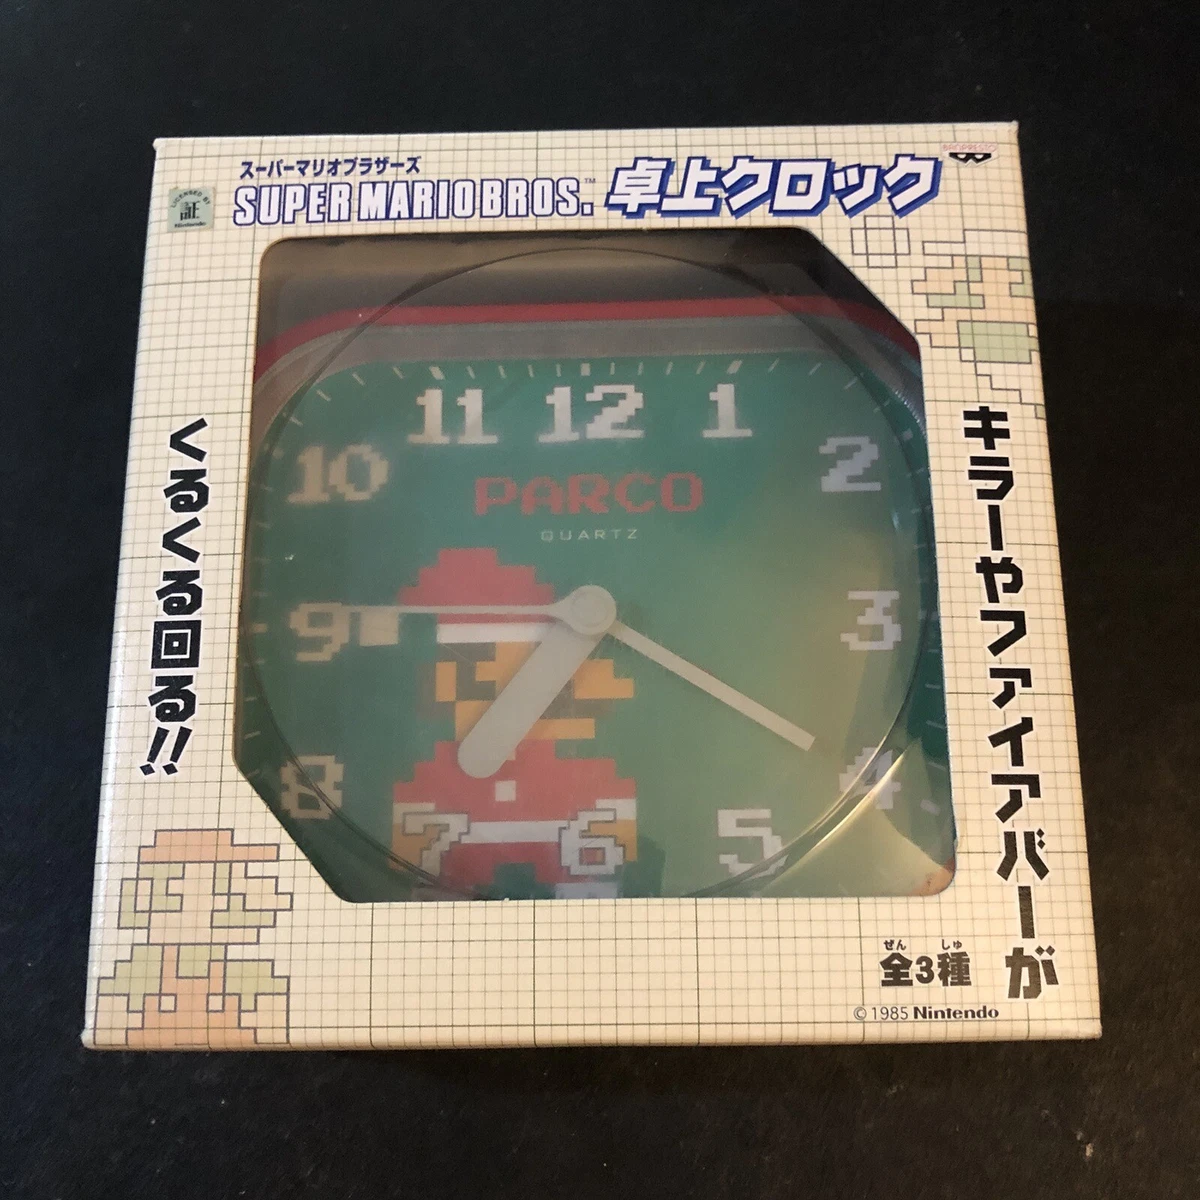 スーパーマリオブラザーズ
SUPER MARIO BROS.™ 卓上クロック
BANPRESTO
LICENSED BY
証
Nintendo
キラーやファイアバーが
くるくる回る!!
11 12 1
10 2
PARCO
QUARTZ
9 3
8 4
7 6 5
ぜん しゅ
全3種
©1985 Nintendo